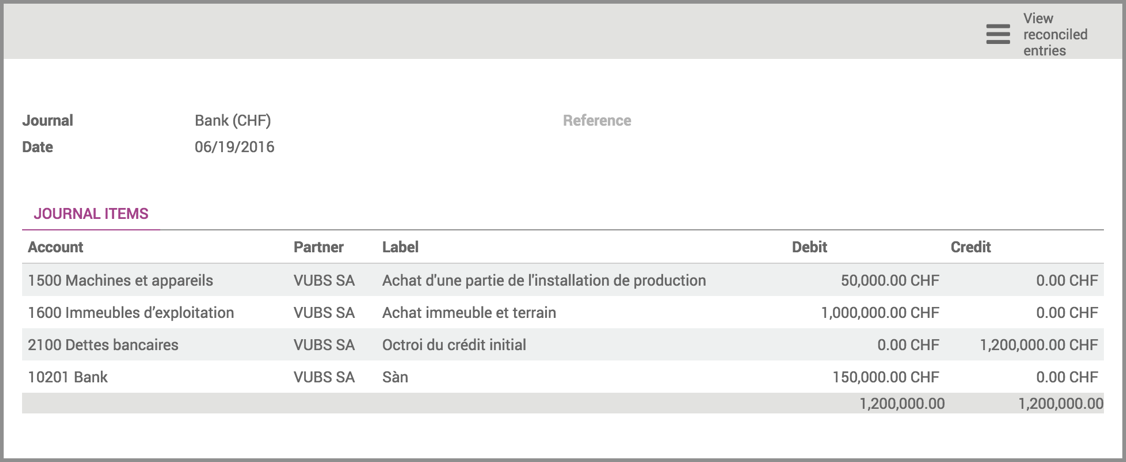 View
reconciled
entries
Journal Bank (CHF) Reference
Date 06/19/2016
JOURNAL ITEMS
Account Partner Label Debit Credit
1500 Machines et appareils VUBS SA Achat d'une partie de l'installation de production 50,000.00 CHF 0.00 CHF
1600 Immeubles d'exploitation VUBS SA Achat immeuble et terrain 1,000,000.00 CHF 0.00 CHF
2100 Dettes bancaires VUBS SA Octroi du crédit initial 0.00 CHF 1,200,000.00 CHF
10201 Bank VUBS SA Sàn 150,000.00 CHF 0.00 CHF
1,200,000.00 1,200,000.00